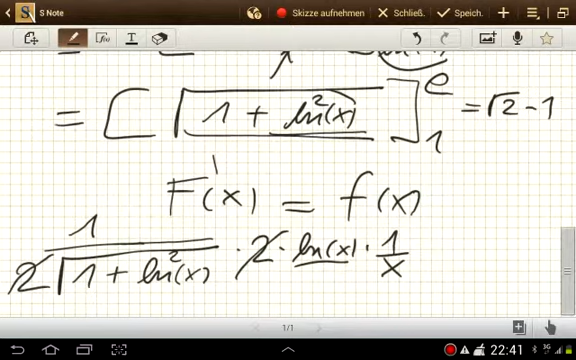 S Note
Skizze aufnehmen
Schließ.
Speich.
= [√(1 + ln²(x))]₁ᵉ = √2 - 1
F'(x) = f(x)
1/(2√(1 + ln²(x))) · 2 · ln(x) · 1/x
1/1
3G
22:41